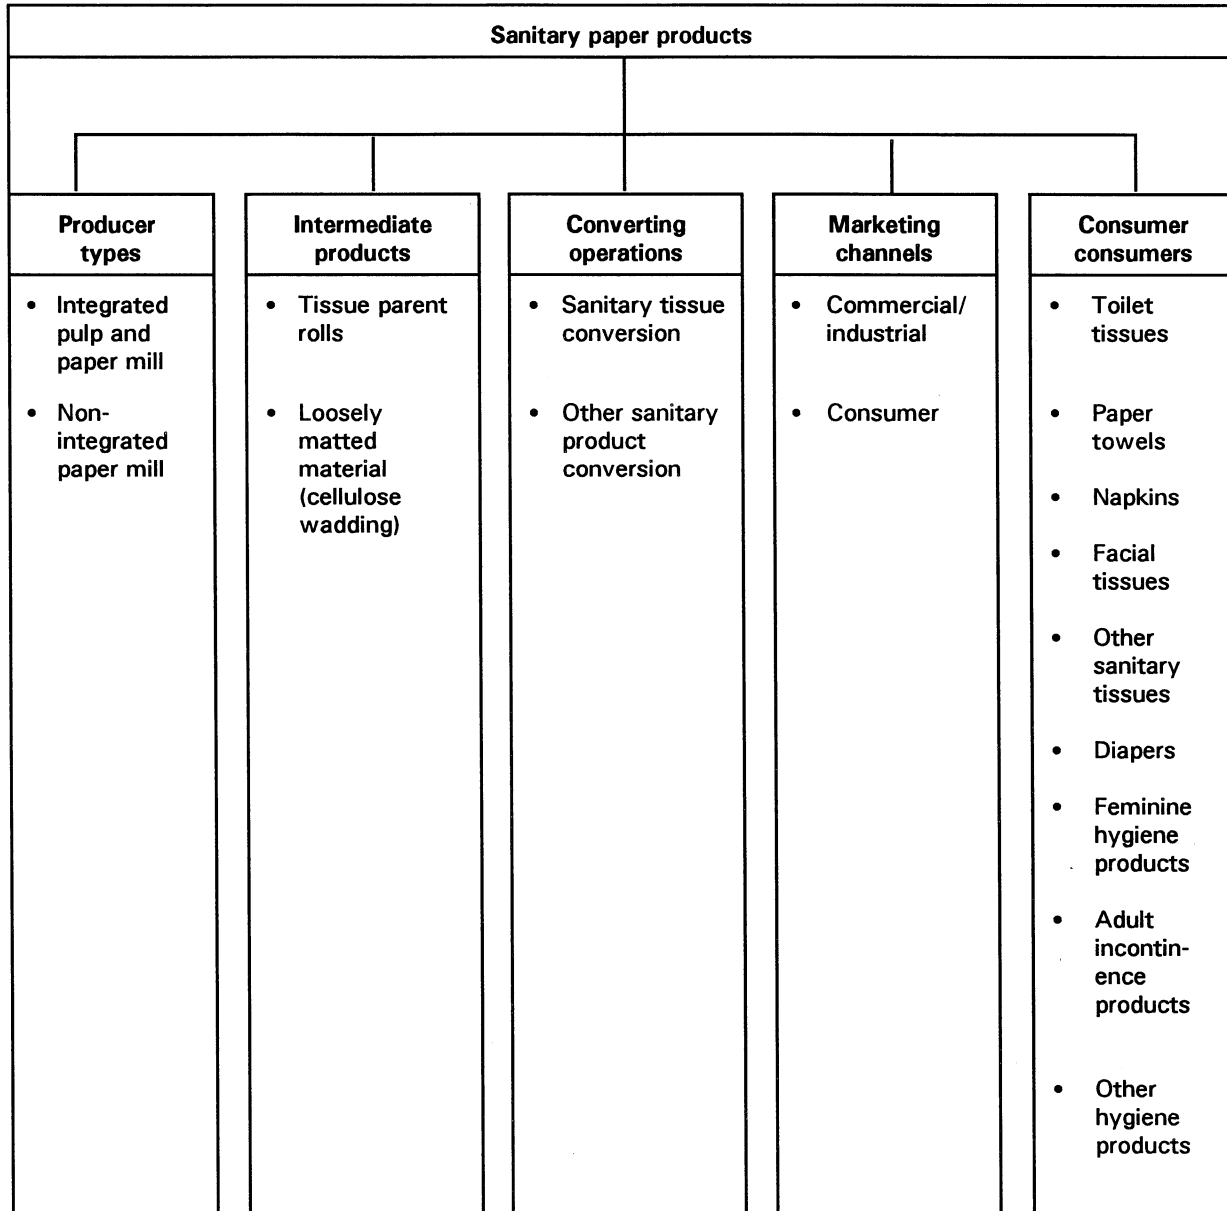 Sanitary paper products
Producer
types
• Integrated
pulp and
paper mill
• Non-
integrated
paper mill
Intermediate
products
• Tissue parent
rolls
• Loosely
matted
material
(cellulose
wadding)
Converting
operations
• Sanitary tissue
conversion
• Other sanitary
product
conversion
Marketing
channels
• Commercial/
industrial
• Consumer
Consumer
consumers
• Toilet
tissues
• Paper
towels
• Napkins
• Facial
tissues
• Other
sanitary
tissues
• Diapers
• Feminine
hygiene
products
• Adult
incontin-
ence
products
• Other
hygiene
products